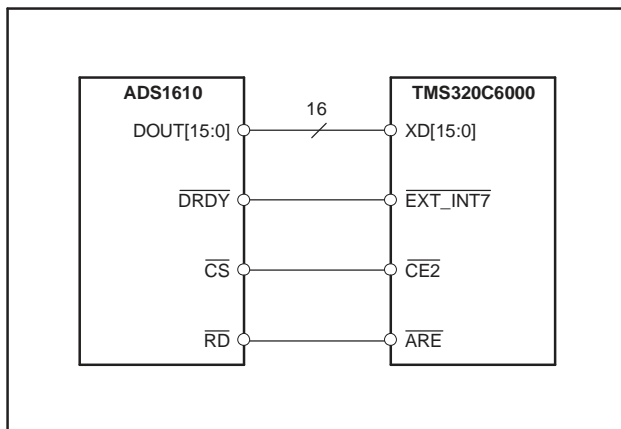 ADS1610
TMS320C6000
16
DOUT[15:0]
XD[15:0]
DRDY
EXT_INT7
CS
CE2
RD
ARE